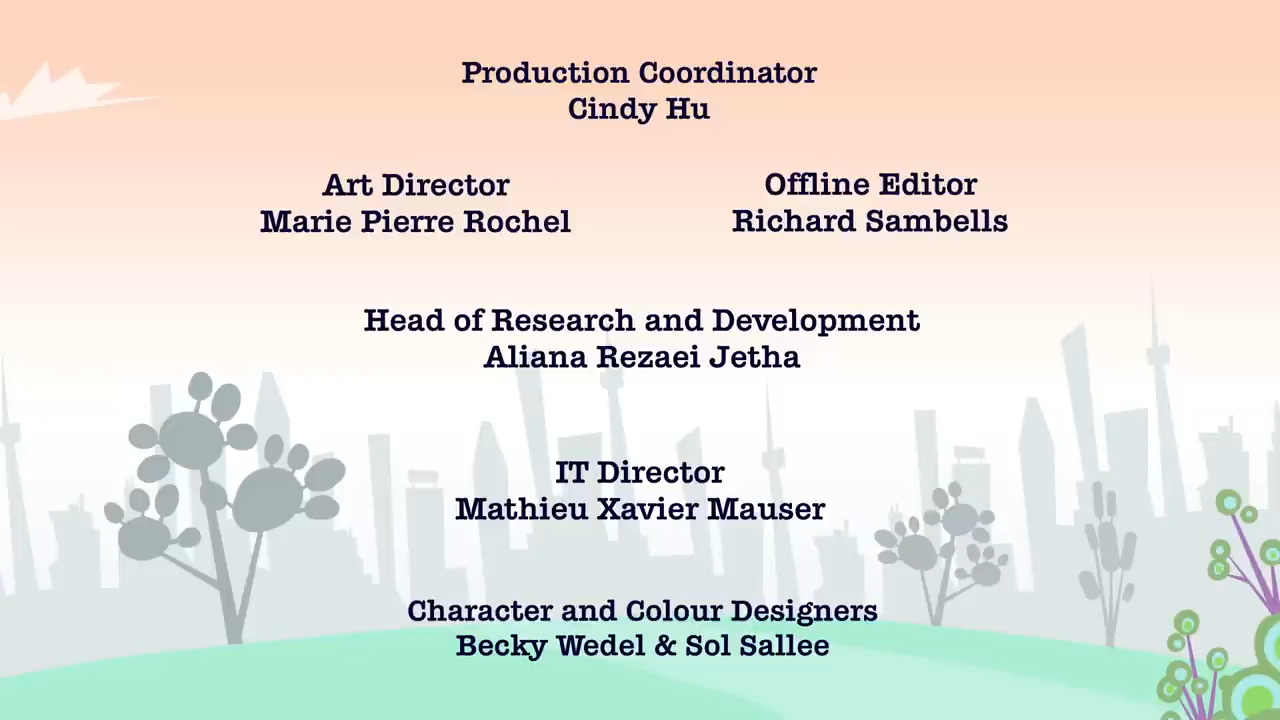 Production Coordinator
Cindy Hu
Art Director
Marie Pierre Rochel
Offline Editor
Richard Sambells
Head of Research and Development
Aliana Rezaei Jetha
IT Director
Mathieu Xavier Mauser
Character and Colour Designers
Becky Wedel & Sol Sallee